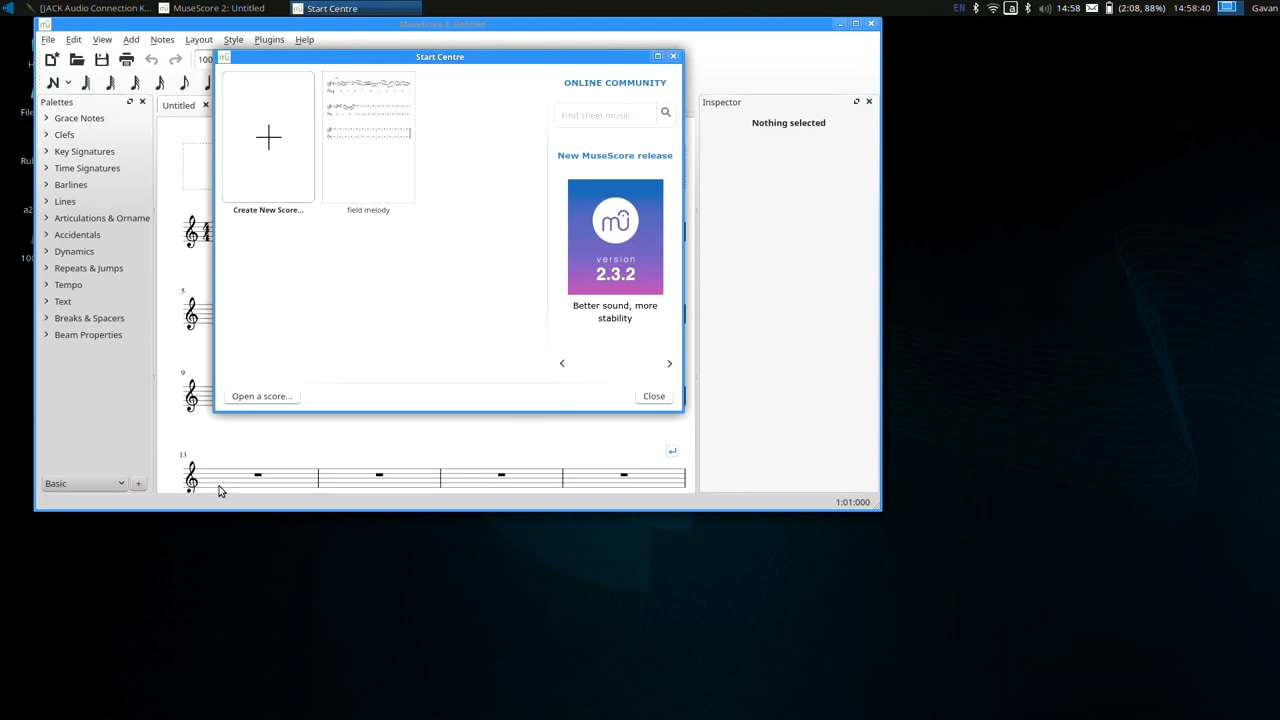 [JACK Audio Connection K...
MuseScore 2: Untitled
Start Centre
EN
a
14:58
(2:08, 88%)
14:58:40
Gavan
MuseScore 2: Untitled
File Edit View Add Notes Layout Style Plugins Help
100
Start Centre
Palettes
Grace Notes
Clefs
Key Signatures
Time Signatures
Barlines
Lines
Articulations & Orname
Accidentals
Dynamics
Repeats & Jumps
Tempo
Text
Breaks & Spacers
Beam Properties
Basic
+
Untitled
5
9
13
Create New Score...
field melody
ONLINE COMMUNITY
Find sheet music ...
New MuseScore release
version
2.3.2
Better sound, more
stability
Open a score...
Close
Inspector
Nothing selected
1:01:000